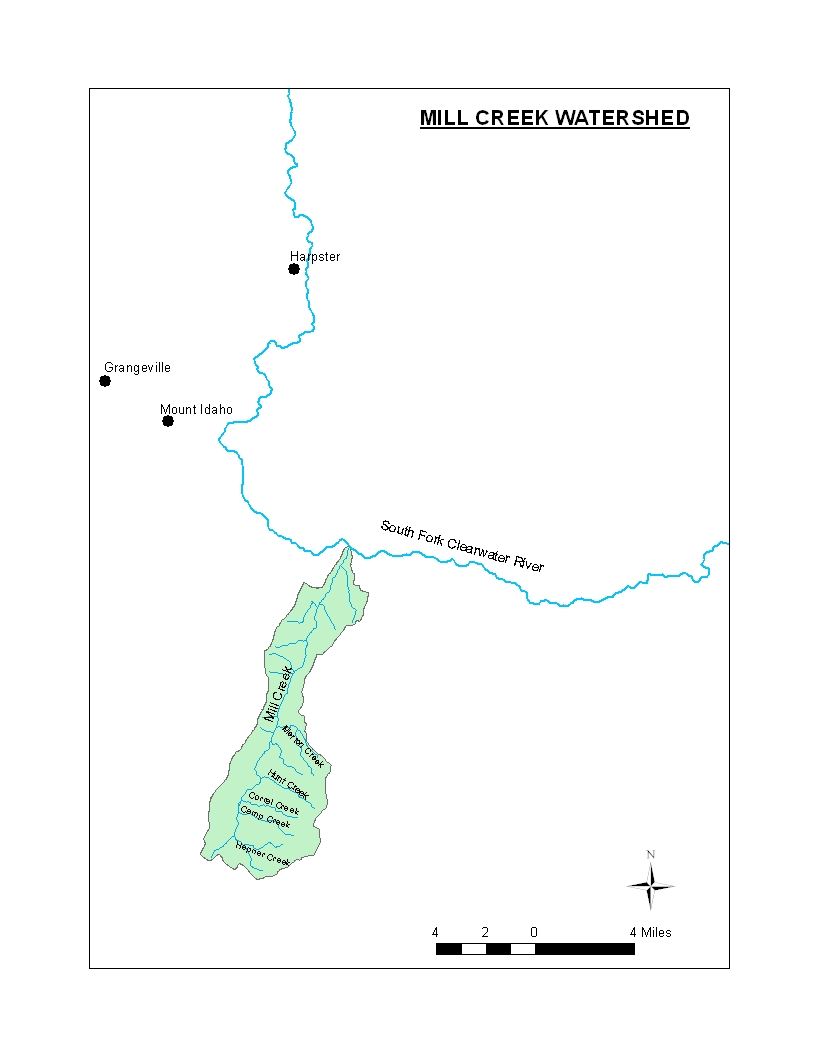 MILL CREEK WATERSHED
Harpster
Grangeville
Mount Idaho
South Fork Clearwater River
Mill Creek
Merton Creek
Hunt Creek
Corral Creek
Camp Creek
Hepner Creek
N
4 2 0 4 Miles